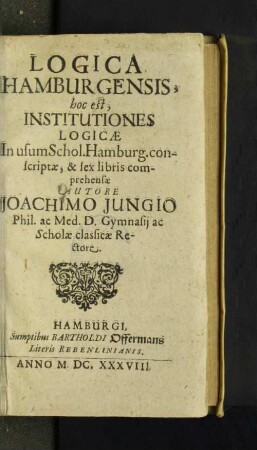 LOGICA
HAMBURGENSIS,
hoc est,
INSTITUTIONES
LOGICÆ
In usum Schol. Hamburg. con-
scriptæ, & sex libris com-
prehensæ
AUTORE
JOACHIMO JUNGIO
Phil. ac Med. D. Gymnasij ac
Scholæ classicæ Re-
ctore.
HAMBURGI,
Sumptibus BARTHOLDI Offermans
Literis REBENLINIANIS.
ANNO M. DC. XXXVIII.